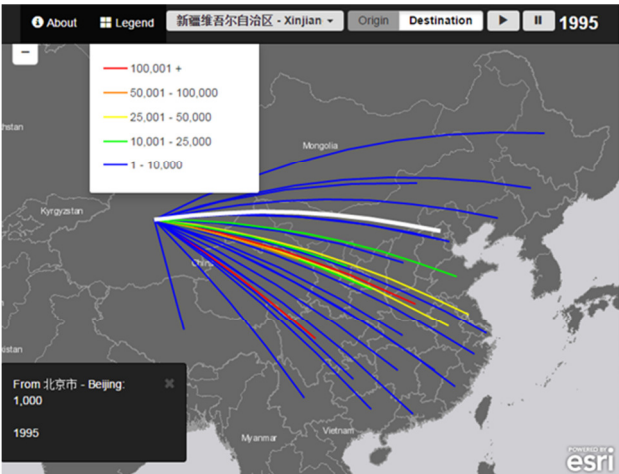 About Legend 新疆维吾尔自治区 - Xinjian Origin Destination 1995
100,001 +
50,001 - 100,000
25,001 - 50,000
10,001 - 25,000
1 - 10,000
Mongolia
Kyrgyzstan
China
From 北京市 - Beijing:
1,000
1995
Myanmar
Vietnam
POWERED BY
esri